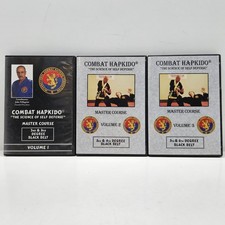 COMBAT HAPKIDO®
"THE SCIENCE OF SELF DEFENSE"
MASTER COURSE
DEGREE
BLACK BELT
VOLUME 1
COMBAT HAPKIDO®
"THE SCIENCE OF SELF DEFENSE"
MASTER COURSE
VOLUME 2
DEGREE
BLACK BELT
COMBAT HAPKIDO®
"THE SCIENCE OF SELF DEFENSE"
MASTER COURSE
DEGREE
BLACK BELT